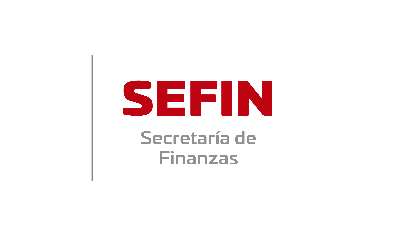 SEFIN
Secretaría de
Finanzas